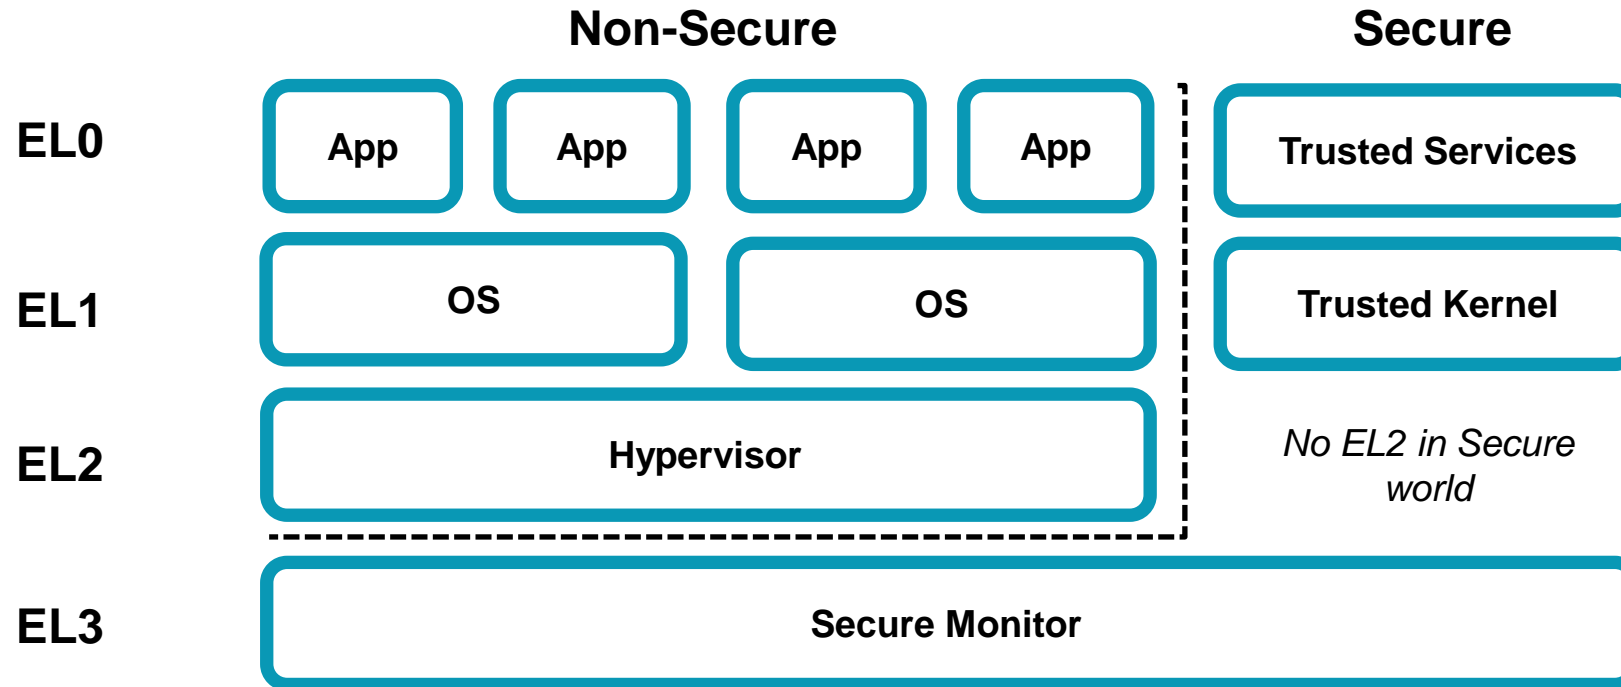 Non-Secure
Secure
EL0
App
App
App
App
Trusted Services
EL1
OS
OS
Trusted Kernel
EL2
Hypervisor
No EL2 in Secure
world
EL3
Secure Monitor